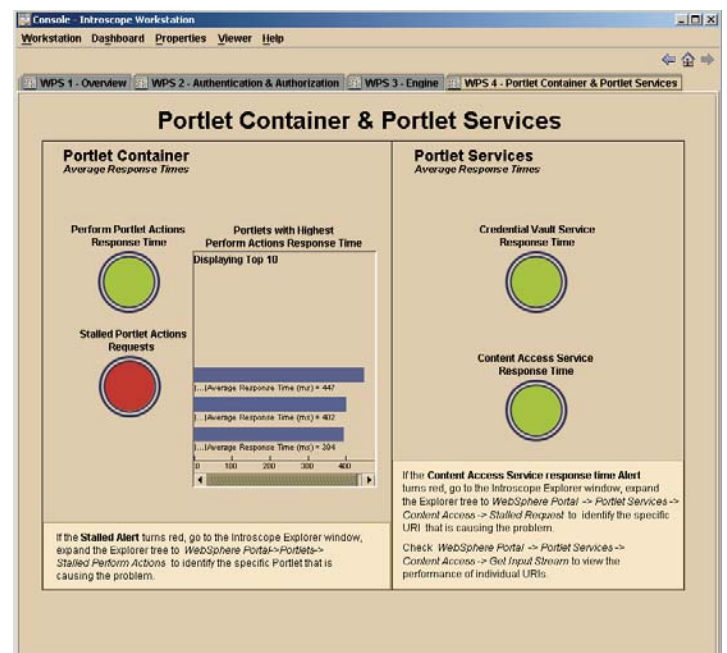 Console - Introscope Workstation
Workstation Dashboard Properties Viewer Help
WPS 1 - Overview WPS 2 - Authentication & Authorization WPS 3 - Engine WPS 4 - Portlet Container & Portlet Services
Portlet Container & Portlet Services
Portlet Container
Average Response Times
Perform Portlet Actions
Response Time
Stalled Portlet Actions
Requests
Portlets with Highest
Perform Actions Response Time
Displaying Top 10
|...|Average Response Time (ms) = 447
|...|Average Response Time (ms) = 402
|...|Average Response Time (ms) = 394
0 100 200 300 400
If the Stalled Alert turns red, go to the Introscope Explorer window,
expand the Explorer tree to WebSphere Portal->Portlets->
Stalled Perform Actions to identify the specific Portlet that is
causing the problem.
Portlet Services
Average Response Times
Credential Vault Service
Response Time
Content Access Service
Response Time
If the Content Access Service response time Alert
turns red, go to the Introscope Explorer window, expand
the Explorer tree to WebSphere Portal -> Portlet Services ->
Content Access -> Stalled Request to identify the specific
URI that is causing the problem.
Check WebSphere Portal -> Portlet Services ->
Content Access -> Get Input Stream to view the
performance of individual URIs.